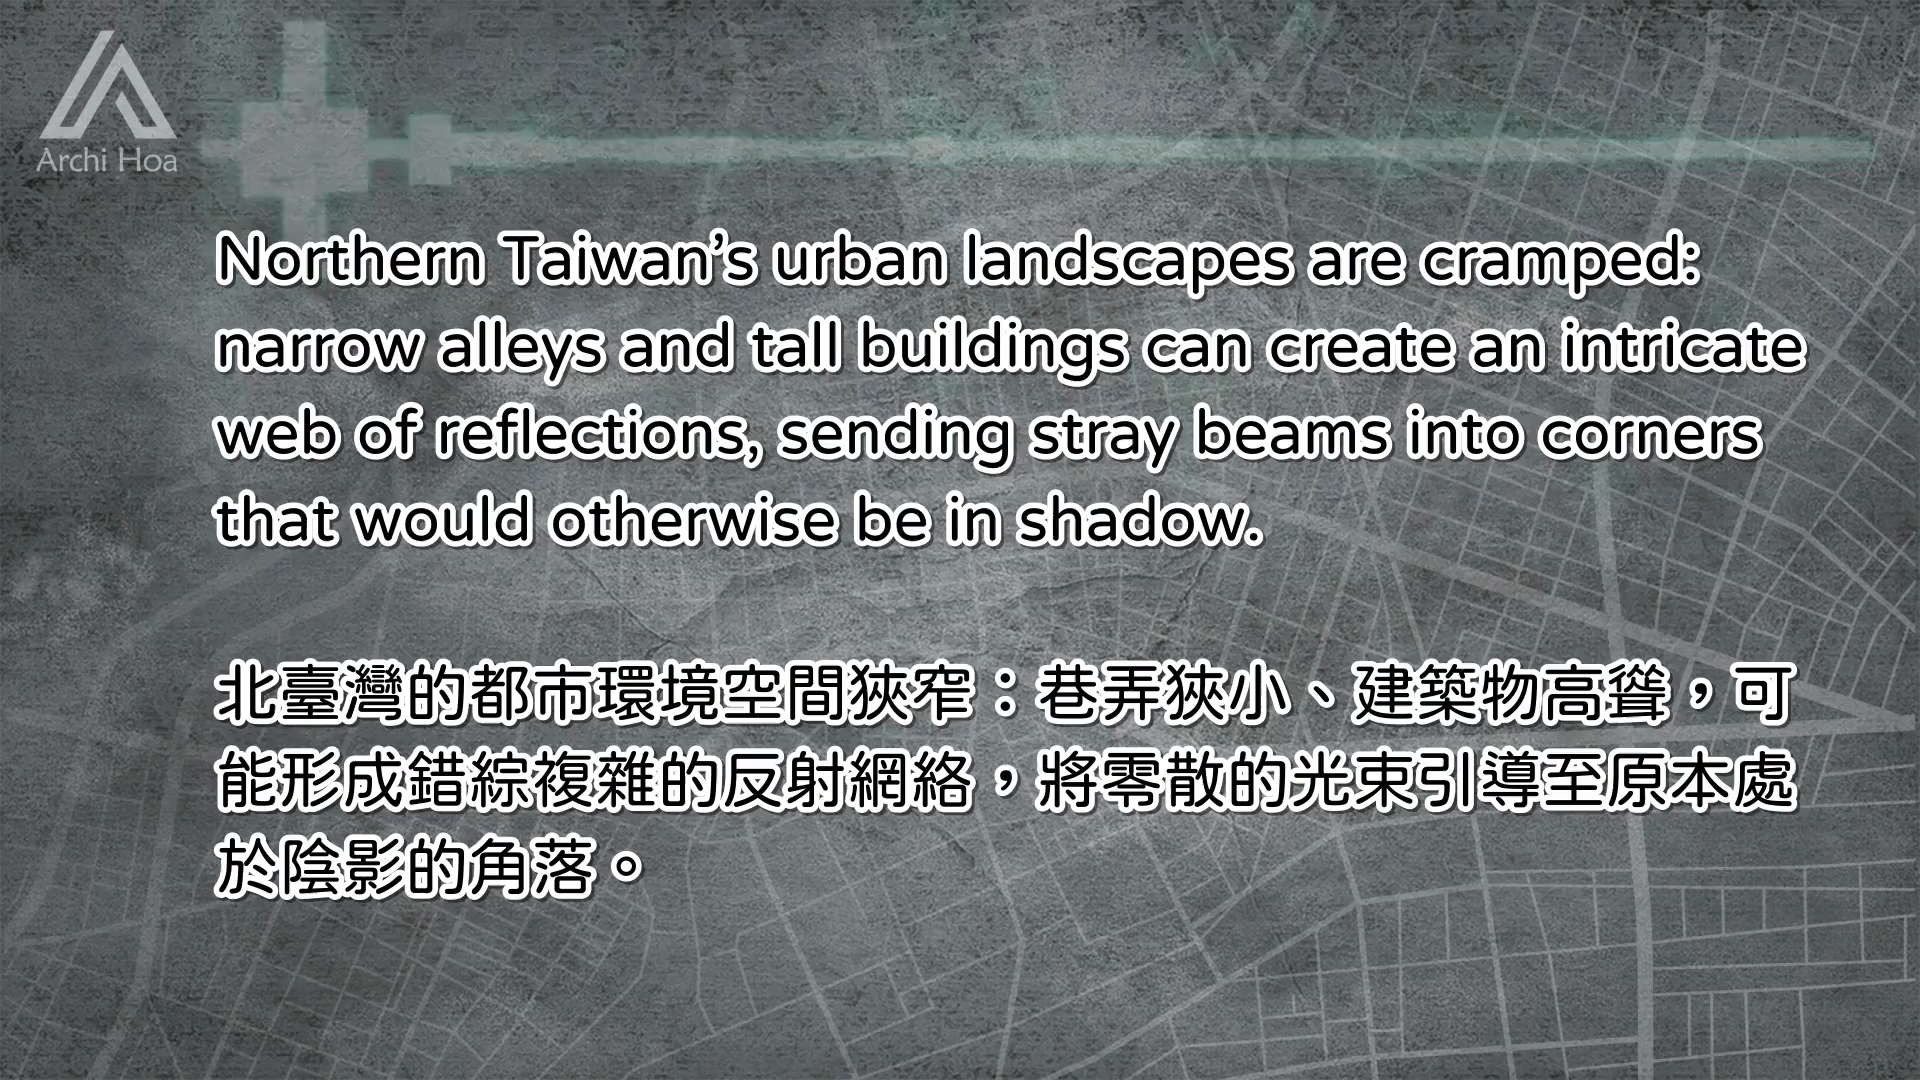 Archi Hoa
Northern Taiwan’s urban landscapes are cramped:
narrow alleys and tall buildings can create an intricate
web of reflections, sending stray beams into corners
that would otherwise be in shadow.
北臺灣的都市環境空間狹窄：巷弄狹小、建築物高聳，可
能形成錯綜複雜的反射網絡，將零散的光束引導至原本處
於陰影的角落。